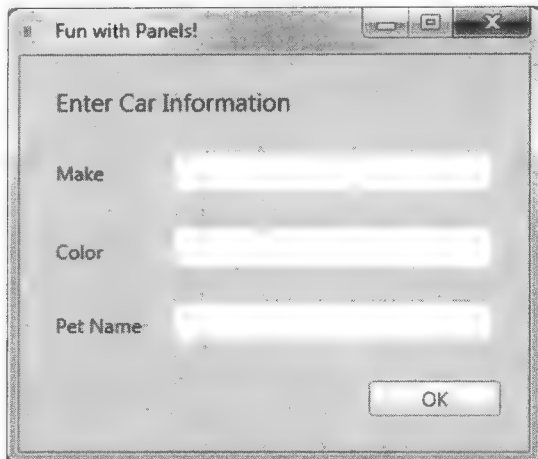 Fun with Panels!
Enter Car Information
Make
Color
Pet Name
OK